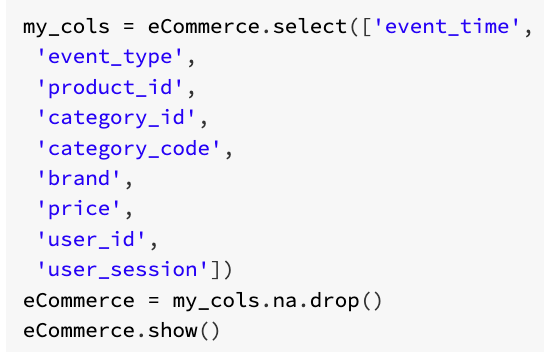 my_cols = eCommerce.select(['event_time',
 'event_type',
 'product_id',
 'category_id',
 'category_code',
 'brand',
 'price',
 'user_id',
 'user_session'])
eCommerce = my_cols.na.drop()
eCommerce.show()